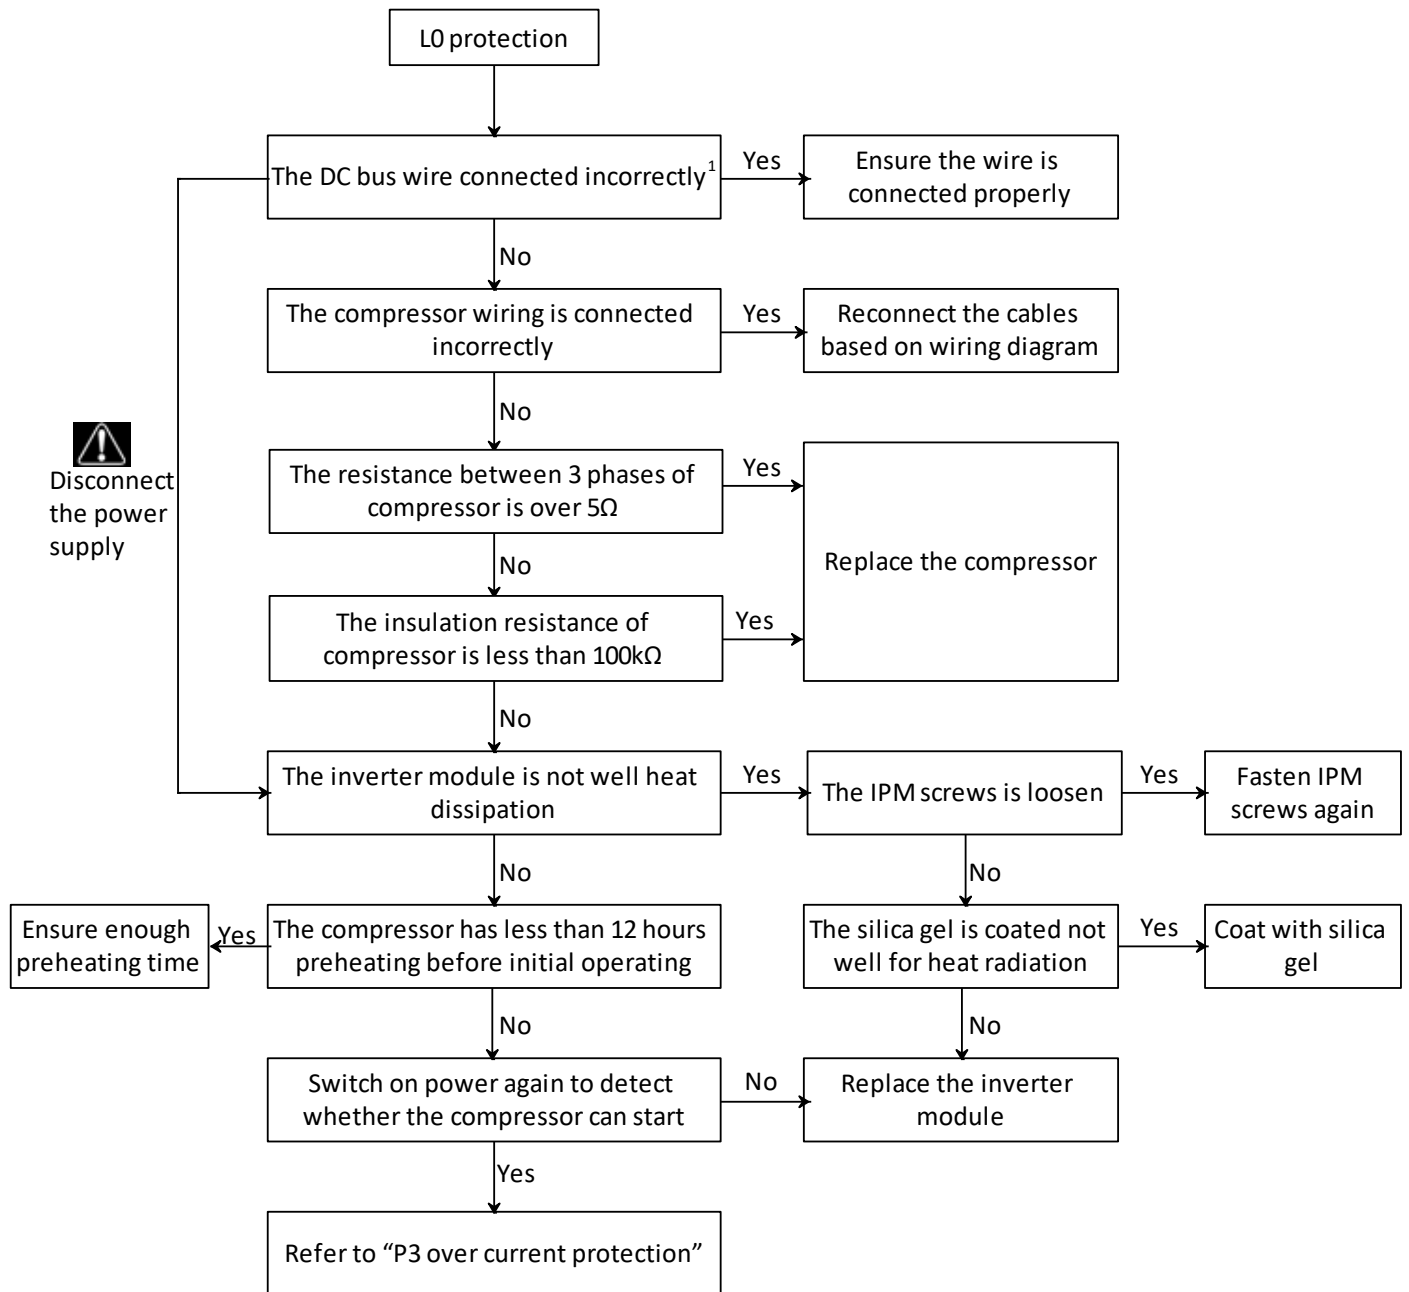 L0 protection
The DC bus wire connected incorrectly¹
Yes
Ensure the wire is
connected properly
No
The compressor wiring is connected
incorrectly
Yes
Reconnect the cables
based on wiring diagram
No
Disconnect
the power
supply
The resistance between 3 phases of
compressor is over 5Ω
Yes
Replace the compressor
No
The insulation resistance of
compressor is less than 100kΩ
Yes
No
The inverter module is not well heat
dissipation
Yes
The IPM screws is loosen
Yes
Fasten IPM
screws again
No
No
Ensure enough
preheating time
Yes
The compressor has less than 12 hours
preheating before initial operating
The silica gel is coated not
well for heat radiation
Yes
Coat with silica
gel
No
No
Switch on power again to detect
whether the compressor can start
No
Replace the inverter
module
Yes
Refer to “P3 over current protection”